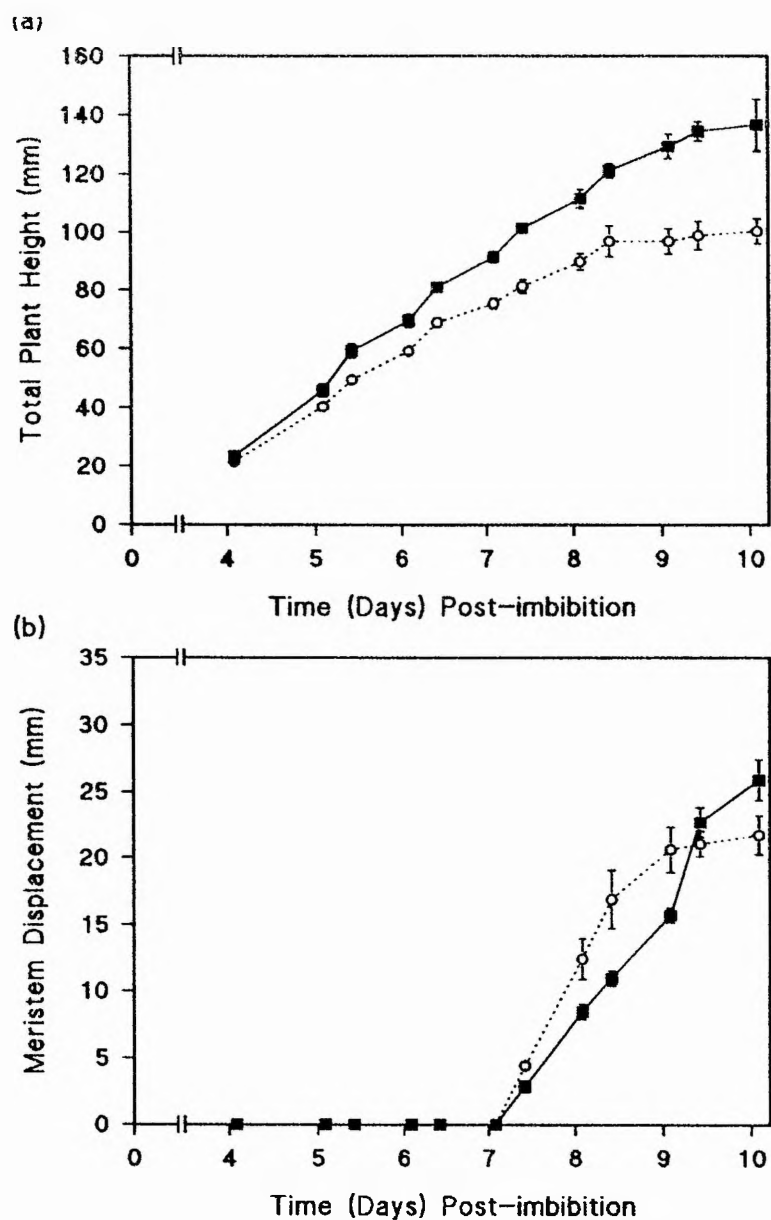 (a)
160
140
120
100
80
60
40
20
0
Total Plant Height (mm)
0 4 5 6 7 8 9 10
Time (Days) Post-imbibition
(b)
35
30
25
20
15
10
5
0
Meristem Displacement (mm)
0 4 5 6 7 8 9 10
Time (Days) Post-imbibition